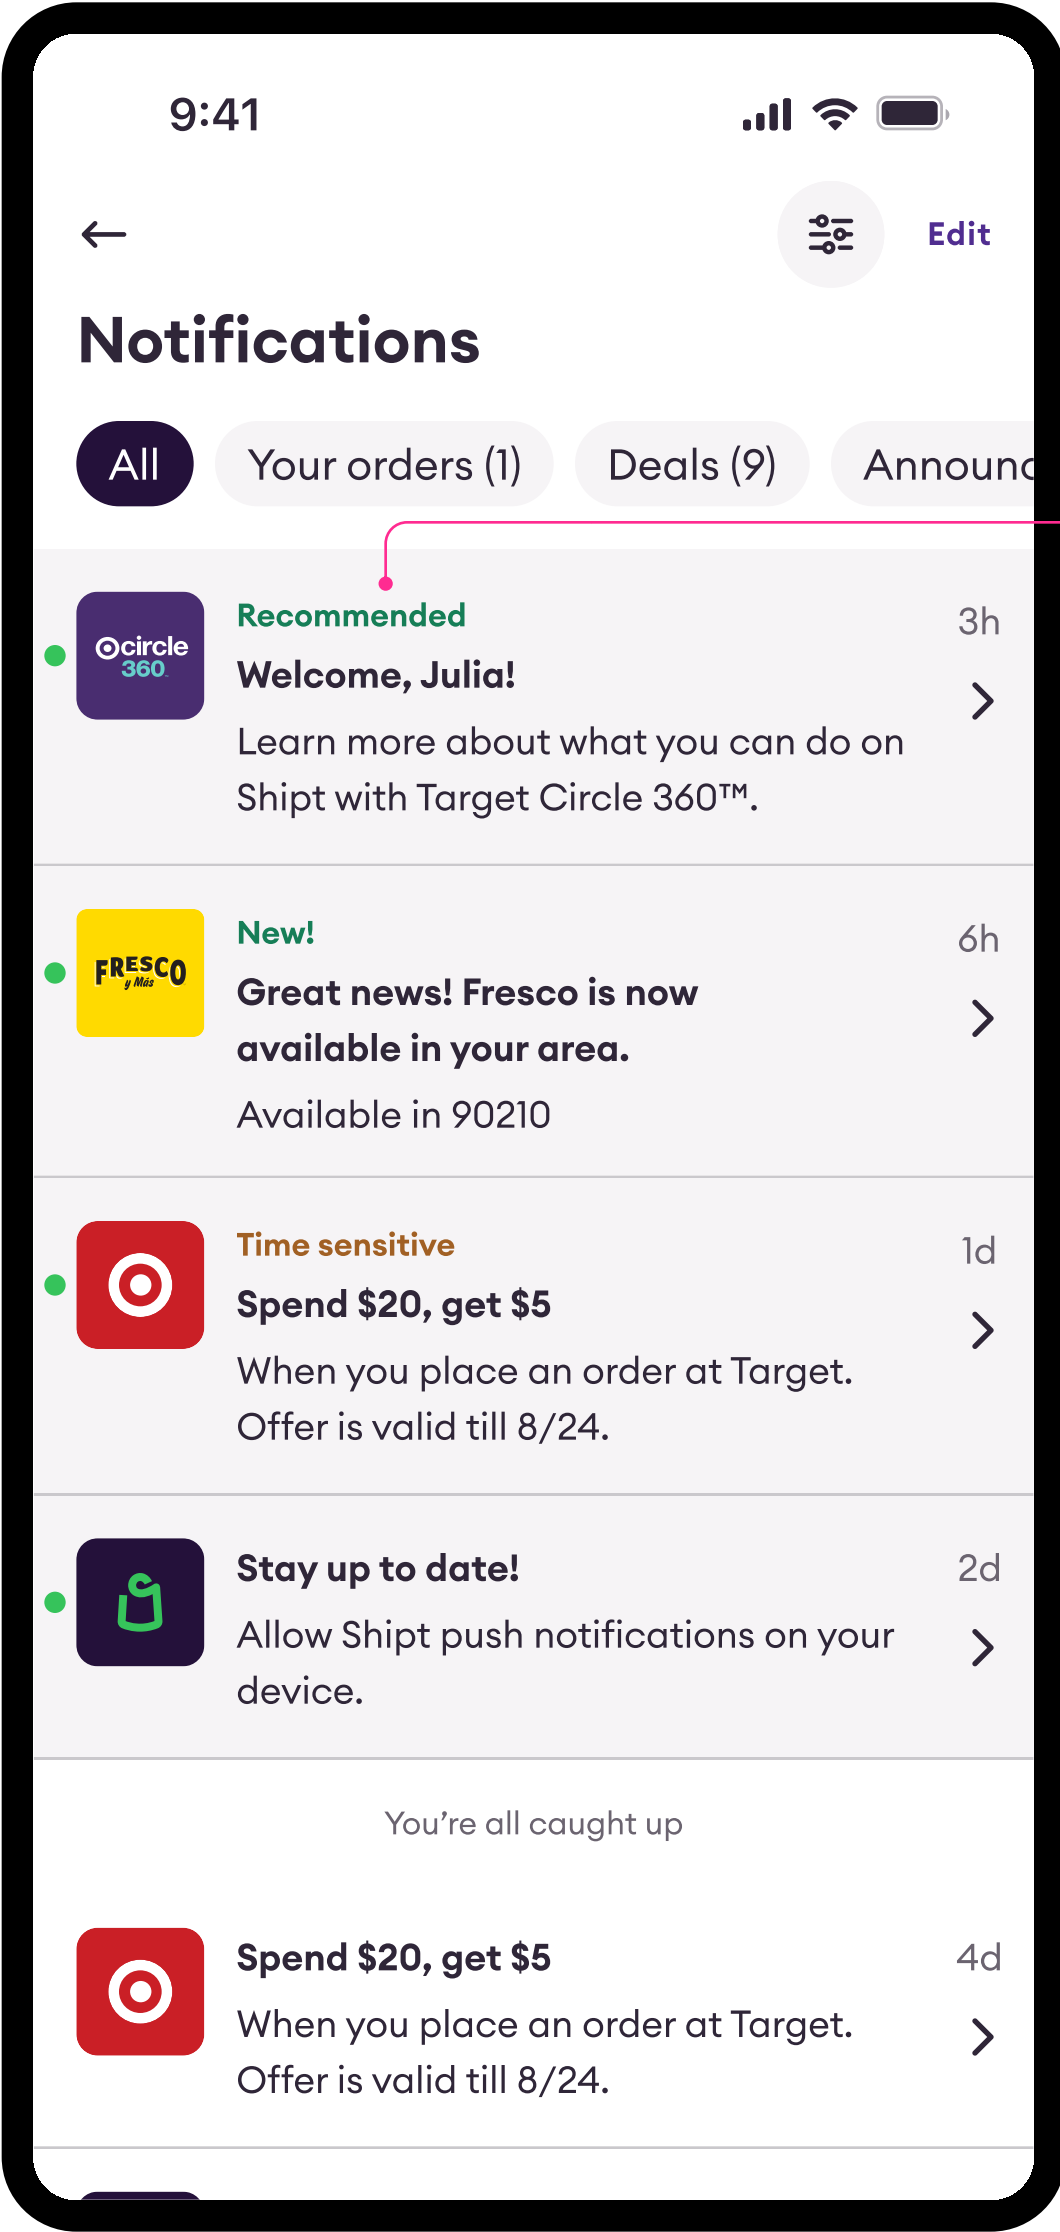 9:41
Edit
Notifications
All
Your orders (1)
Deals (9)
Announc
circle
360
Recommended
3h
Welcome, Julia!
Learn more about what you can do on
Shipt with Target Circle 360™.
FRESCO
y Más
New!
6h
Great news! Fresco is now
available in your area.
Available in 90210
Time sensitive
1d
Spend $20, get $5
When you place an order at Target.
Offer is valid till 8/24.
Stay up to date!
2d
Allow Shipt push notifications on your
device.
You’re all caught up
Spend $20, get $5
4d
When you place an order at Target.
Offer is valid till 8/24.